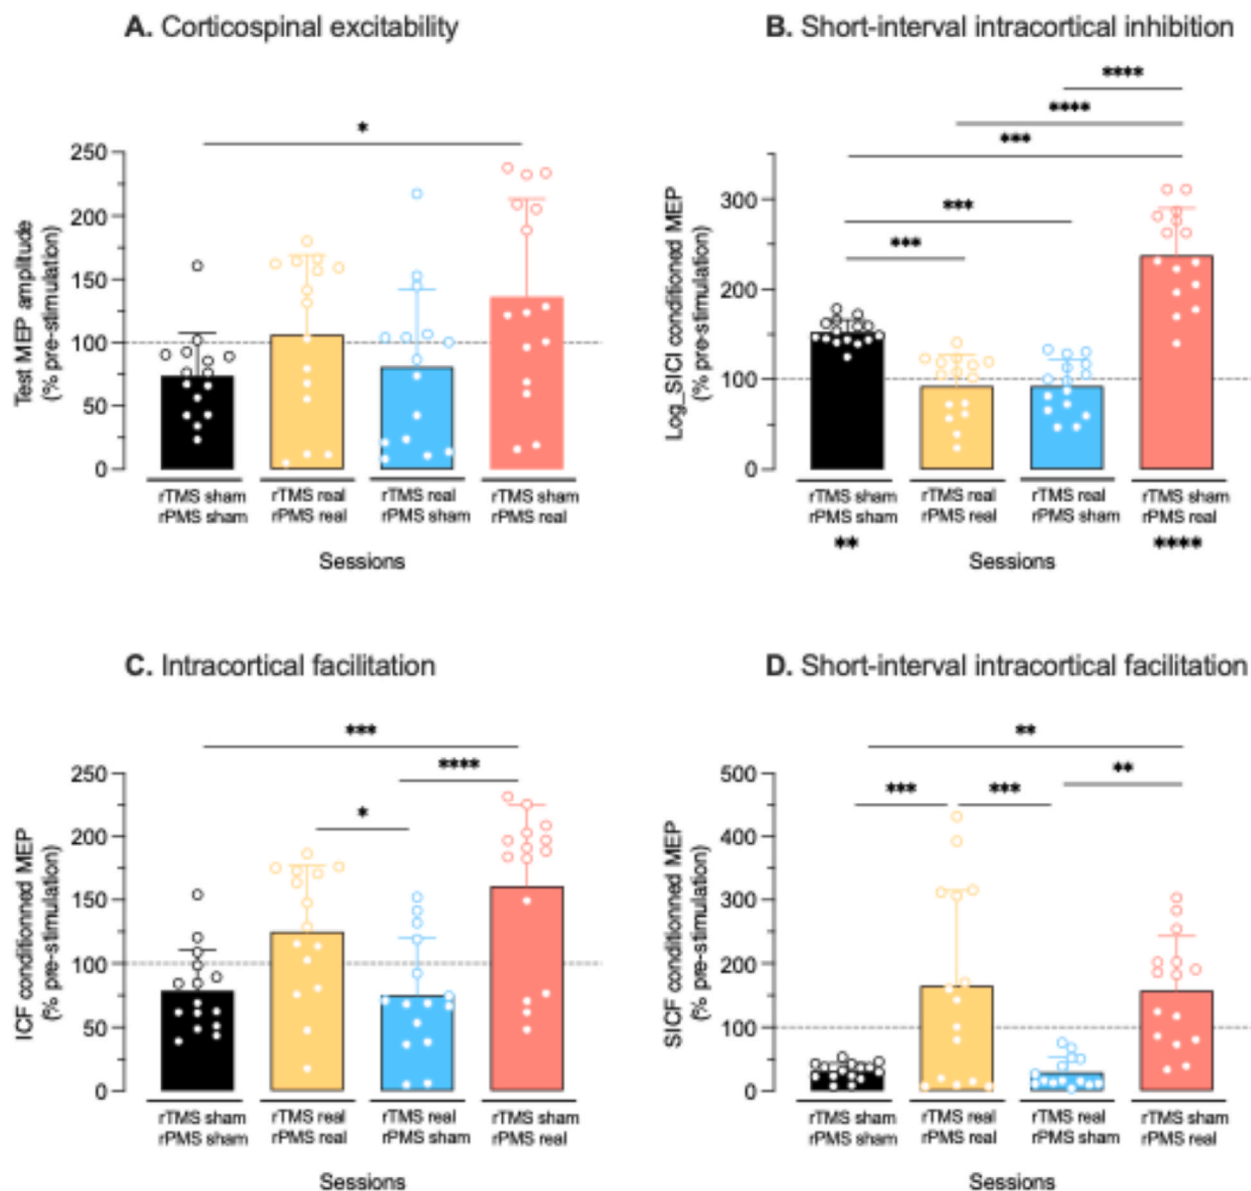 A. Corticospinal excitability
*
Test MEP amplitude
(% pre-stimulation)
250
200
150
100
50
0
rTMS sham
rPMS sham
rTMS real
rPMS real
rTMS real
rPMS sham
rTMS sham
rPMS real
Sessions
B. Short-interval intracortical inhibition
****
****
***
***
***
Log_SICI conditioned MEP
(% pre-stimulation)
300
200
100
0
rTMS sham
rPMS sham
rTMS real
rPMS real
rTMS real
rPMS sham
rTMS sham
rPMS real
**
****
Sessions
C. Intracortical facilitation
***
****
*
ICF conditionned MEP
(% pre-stimulation)
250
200
150
100
50
0
rTMS sham
rPMS sham
rTMS real
rPMS real
rTMS real
rPMS sham
rTMS sham
rPMS real
Sessions
D. Short-interval intracortical facilitation
**
**
***
***
SICF conditionned MEP
(% pre-stimulation)
500
400
300
200
100
0
rTMS sham
rPMS sham
rTMS real
rPMS real
rTMS real
rPMS sham
rTMS sham
rPMS real
Sessions